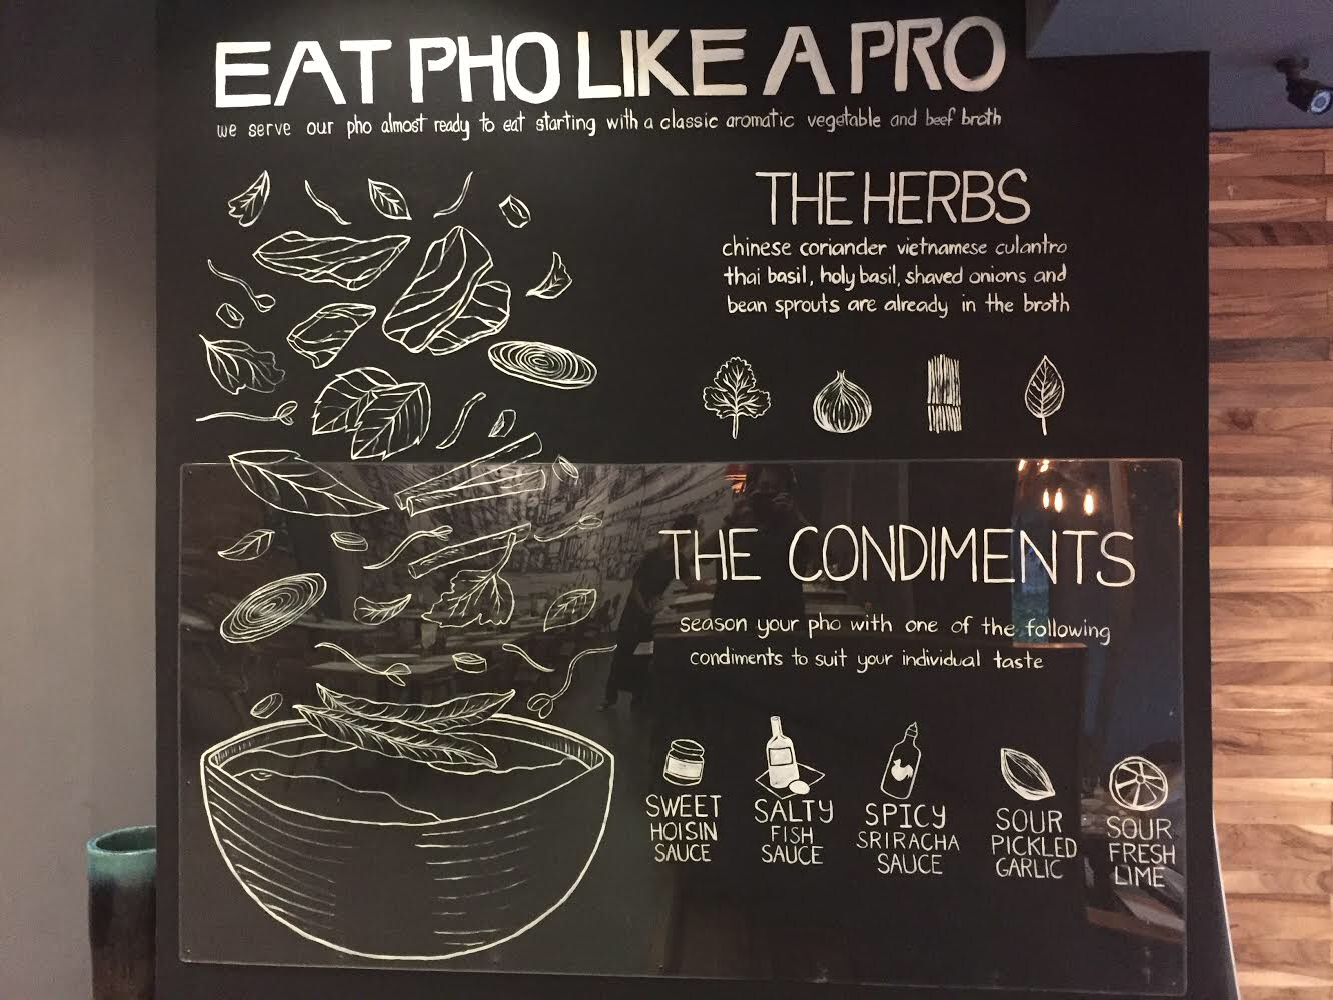 EAT PHO LIKE A PRO
we serve our pho almost ready to eat starting with a classic aromatic vegetable and beef broth
THE HERBS
chinese coriander vietnamese culantro
thai basil, holy basil, shaved onions and
bean sprouts are already in the broth
THE CONDIMENTS
season your pho with one of the following
condiments to suit your individual taste
SWEET
HOISIN
SAUCE
SALTY
FISH
SAUCE
SPICY
SRIRACHA
SAUCE
SOUR
PICKLED
GARLIC
SOUR
FRESH
LIME